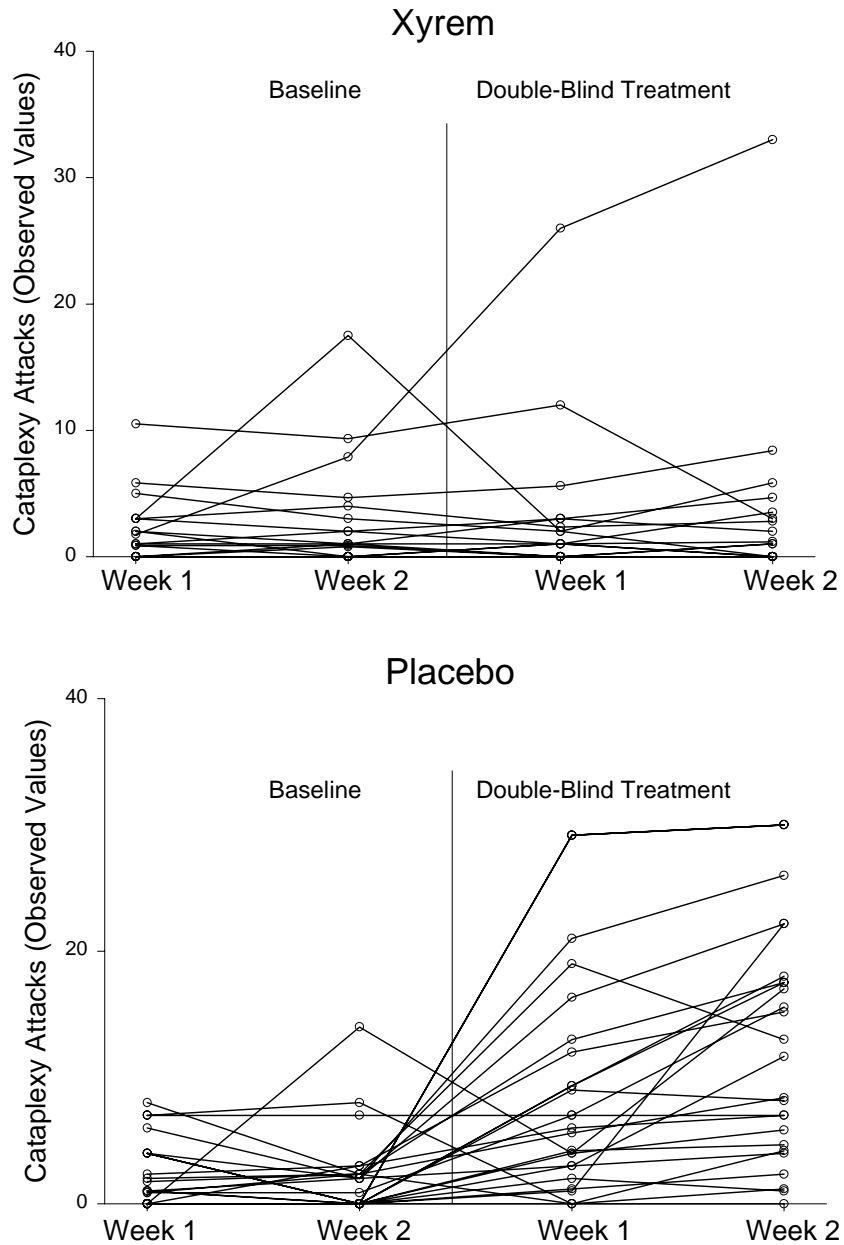 Xyrem
40
Baseline
Double-Blind Treatment
30
20
10
0
Cataplexy Attacks (Observed Values)
Week 1
Week 2
Week 1
Week 2
Placebo
40
Baseline
Double-Blind Treatment
20
0
Cataplexy Attacks (Observed Values)
Week 1
Week 2
Week 1
Week 2